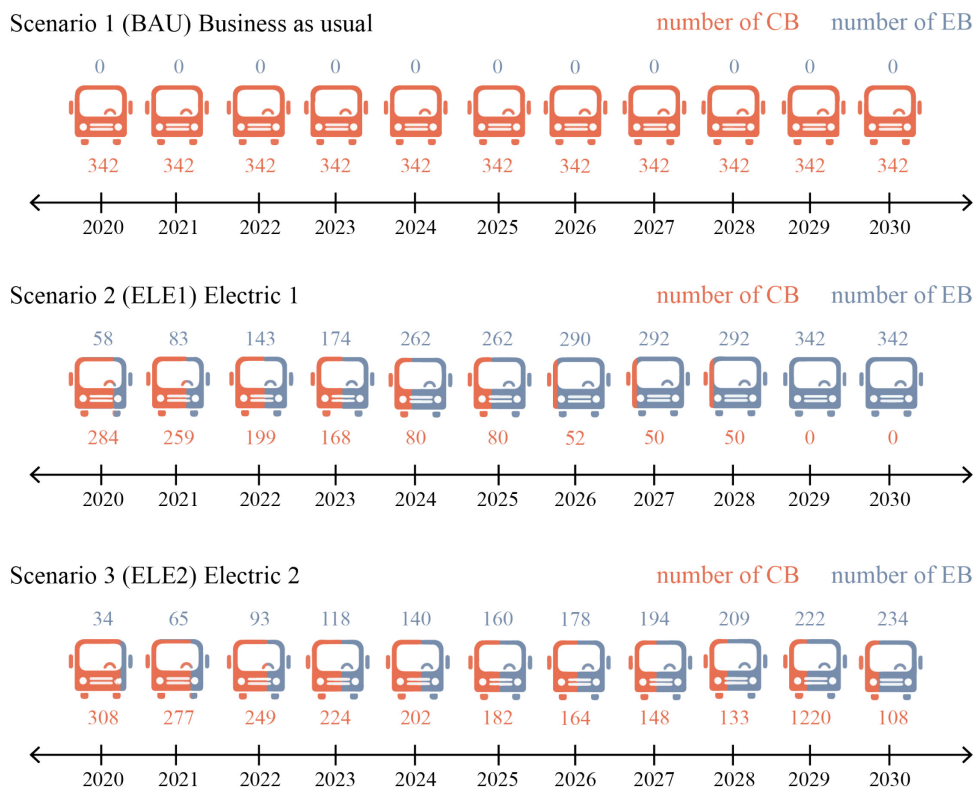 Scenario 1 (BAU) Business as usual number of CB number of EB
0 0 0 0 0 0 0 0 0 0 0
342 342 342 342 342 342 342 342 342 342 342
2020 2021 2022 2023 2024 2025 2026 2027 2028 2029 2030
Scenario 2 (ELE1) Electric 1 number of CB number of EB
58 83 143 174 262 262 290 292 292 342 342
284 259 199 168 80 80 52 50 50 0 0
2020 2021 2022 2023 2024 2025 2026 2027 2028 2029 2030
Scenario 3 (ELE2) Electric 2 number of CB number of EB
34 65 93 118 140 160 178 194 209 222 234
308 277 249 224 202 182 164 148 133 1220 108
2020 2021 2022 2023 2024 2025 2026 2027 2028 2029 2030